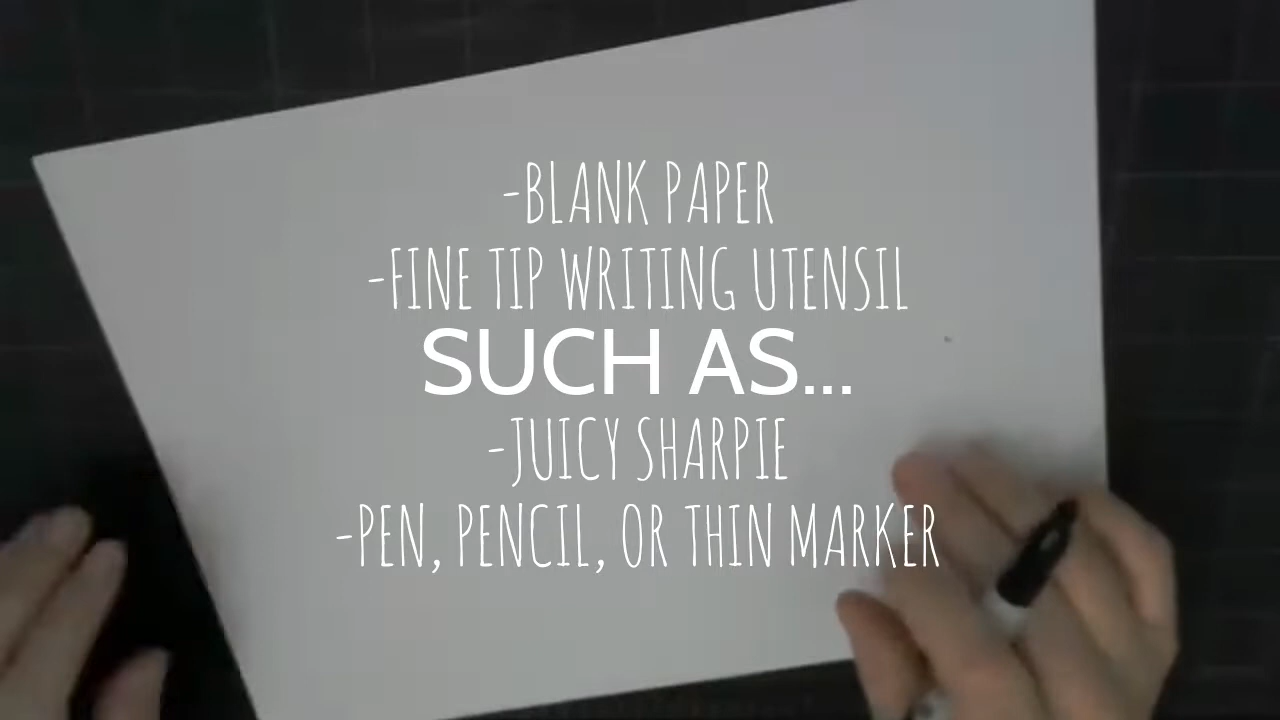 -BLANK PAPER
-FINE TIP WRITING UTENSIL
SUCH AS...
-JUICY SHARPIE
-PEN, PENCIL, OR THIN MARKER